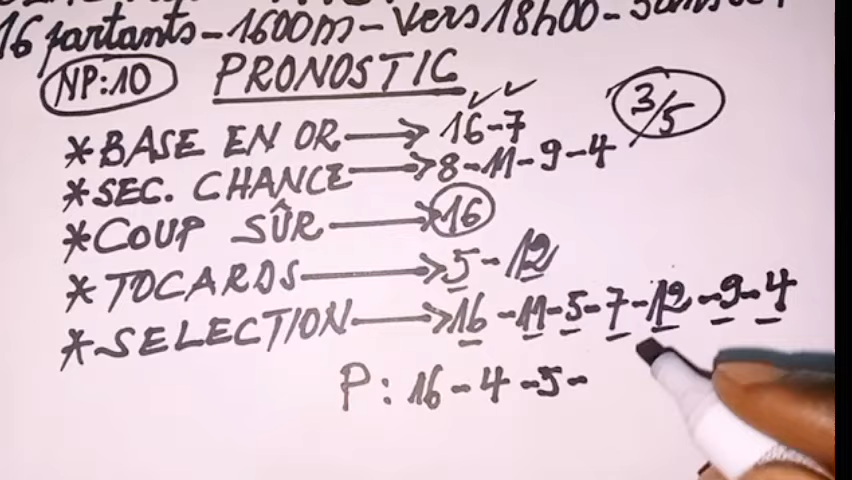 16 partants - 1600m - Vers 18h00 -
NP:10 PRONOSTIC
3/5
*BASE EN OR → 16-7
*SEC. CHANCE → 8-11-9-4
*COUP SÛR → 16
*TOCARDS → 5-12
*SELECTION → 16-11-5-7-12-9-4
P: 16-4-5-